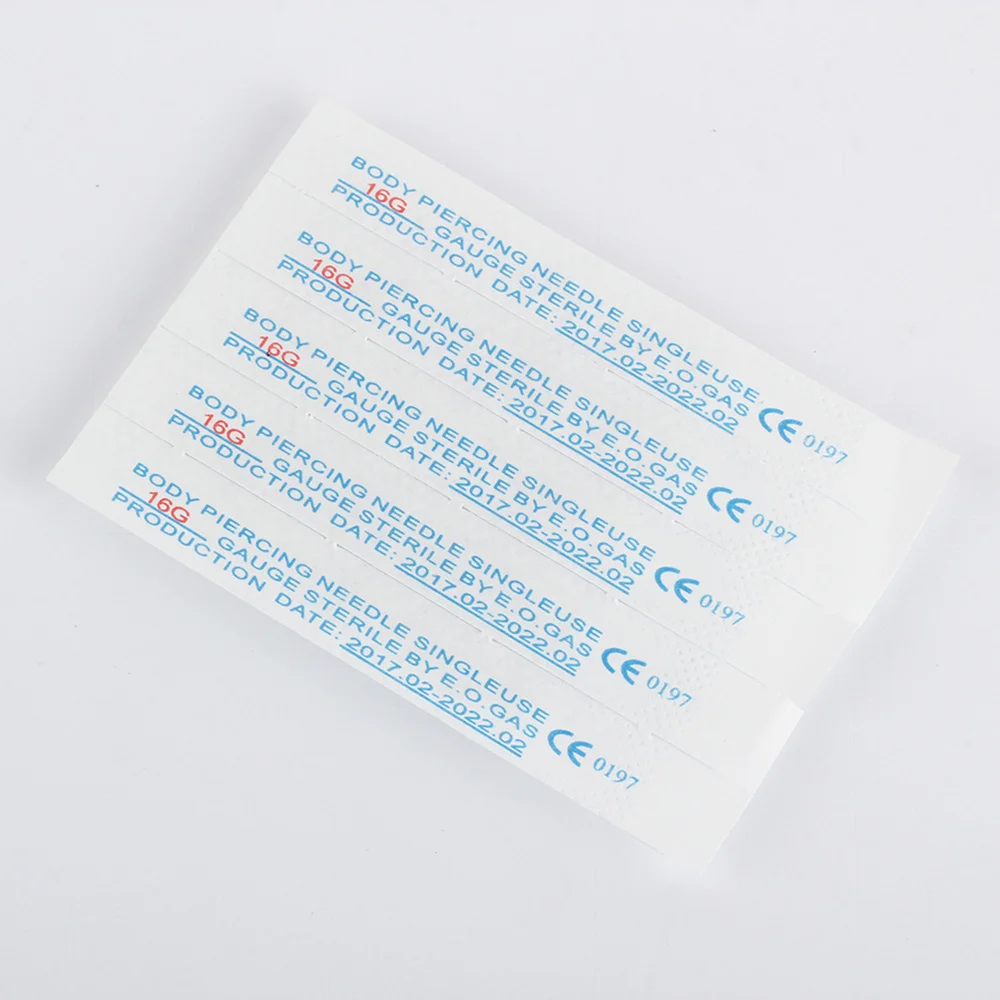 BODY PIERCING NEEDLE SINGLEUSE
16G GAUGE STERILE BY E.O.GAS
PRODUCTION DATE: 2017.02-2022.02
CE 0197
BODY PIERCING NEEDLE SINGLEUSE
16G GAUGE STERILE BY E.O.GAS
PRODUCTION DATE: 2017.02-2022.02
CE 0197
BODY PIERCING NEEDLE SINGLEUSE
16G GAUGE STERILE BY E.O.GAS
PRODUCTION DATE: 2017.02-2022.02
CE 0197
BODY PIERCING NEEDLE SINGLEUSE
16G GAUGE STERILE BY E.O.GAS
PRODUCTION DATE: 2017.02-2022.02
CE 0197
BODY PIERCING NEEDLE SINGLEUSE
16G GAUGE STERILE BY E.O.GAS
PRODUCTION DATE: 2017.02-2022.02
CE 0197